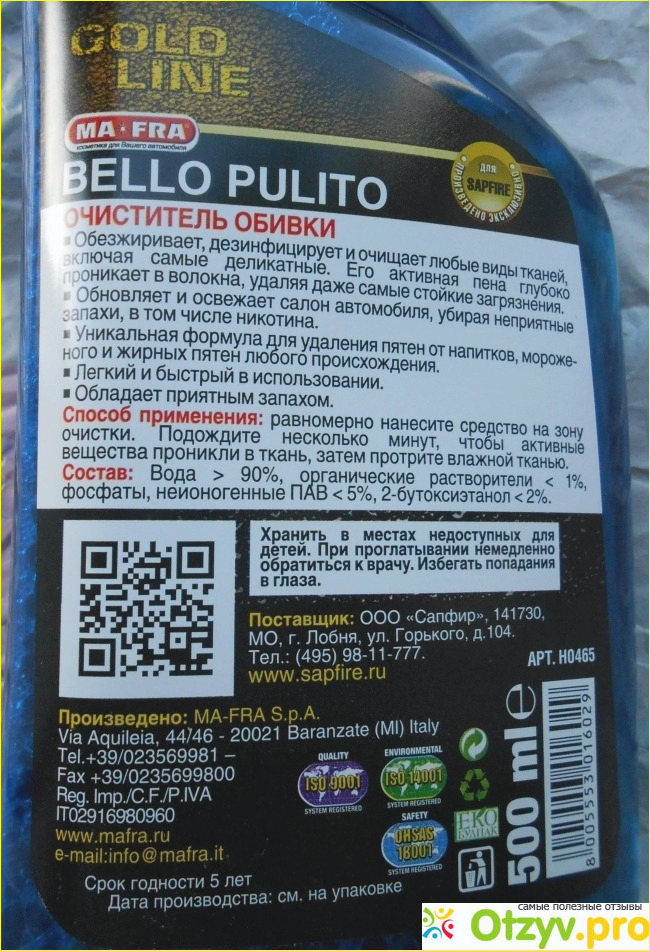 GOLD
LINE
MA★FRA
косметика для Вашего автомобиля
BELLO PULITO
ПРОИЗВЕДЕНО ЭКСКЛЮЗИВНО
ДЛЯ
SAPFIRE
ОЧИСТИТЕЛЬ ОБИВКИ
▪ Обезжиривает, дезинфицирует и очищает любые виды тканей,
включая самые деликатные. Его активная пена глубоко
проникает в волокна, удаляя даже самые стойкие загрязнения.
▪ Обновляет и освежает салон автомобиля, убирая неприятные
запахи, в том числе никотина.
▪ Уникальная формула для удаления пятен от напитков, мороже-
ного и жирных пятен любого происхождения.
▪ Легкий и быстрый в использовании.
▪ Обладает приятным запахом.
Способ применения: равномерно нанесите средство на зону
очистки. Подождите несколько минут, чтобы активные
вещества проникли в ткань, затем протрите влажной тканью.
Состав: Вода > 90%, органические растворители < 1%,
фосфаты, неионогенные ПАВ < 5%, 2-бутоксиэтанол < 2%.
Хранить в местах недоступных для
детей. При проглатывании немедленно
обратиться к врачу. Избегать попадания
в глаза.
Поставщик: ООО «Сапфир», 141730,
МО, г. Лобня, ул. Горького, д.104.
Тел.: (495) 98-11-777.
www.sapfire.ru
АРТ. Н0465
Произведено: MA-FRA S.p.A.
Via Aquileia, 44/46 - 20021 Baranzate (MI) Italy
Tel.+39/023569981 –
Fax +39/0235699800
Reg. Imp./C.F./P.IVA
IT02916980960
www.mafra.ru
e-mail:info@mafra.it
QUALITY
ISO 9001
SYSTEM REGISTERED
ENVIRONMENTAL
ISO 14001
SYSTEM REGISTERED
SAFETY
OHSAS
18001
SYSTEM REGISTERED
ЕКО
БУЛПАК
500 ml e
8005553016029
Срок годности 5 лет
Дата производства: см. на упаковке
самые полезные отзывы
Otzyv.pro